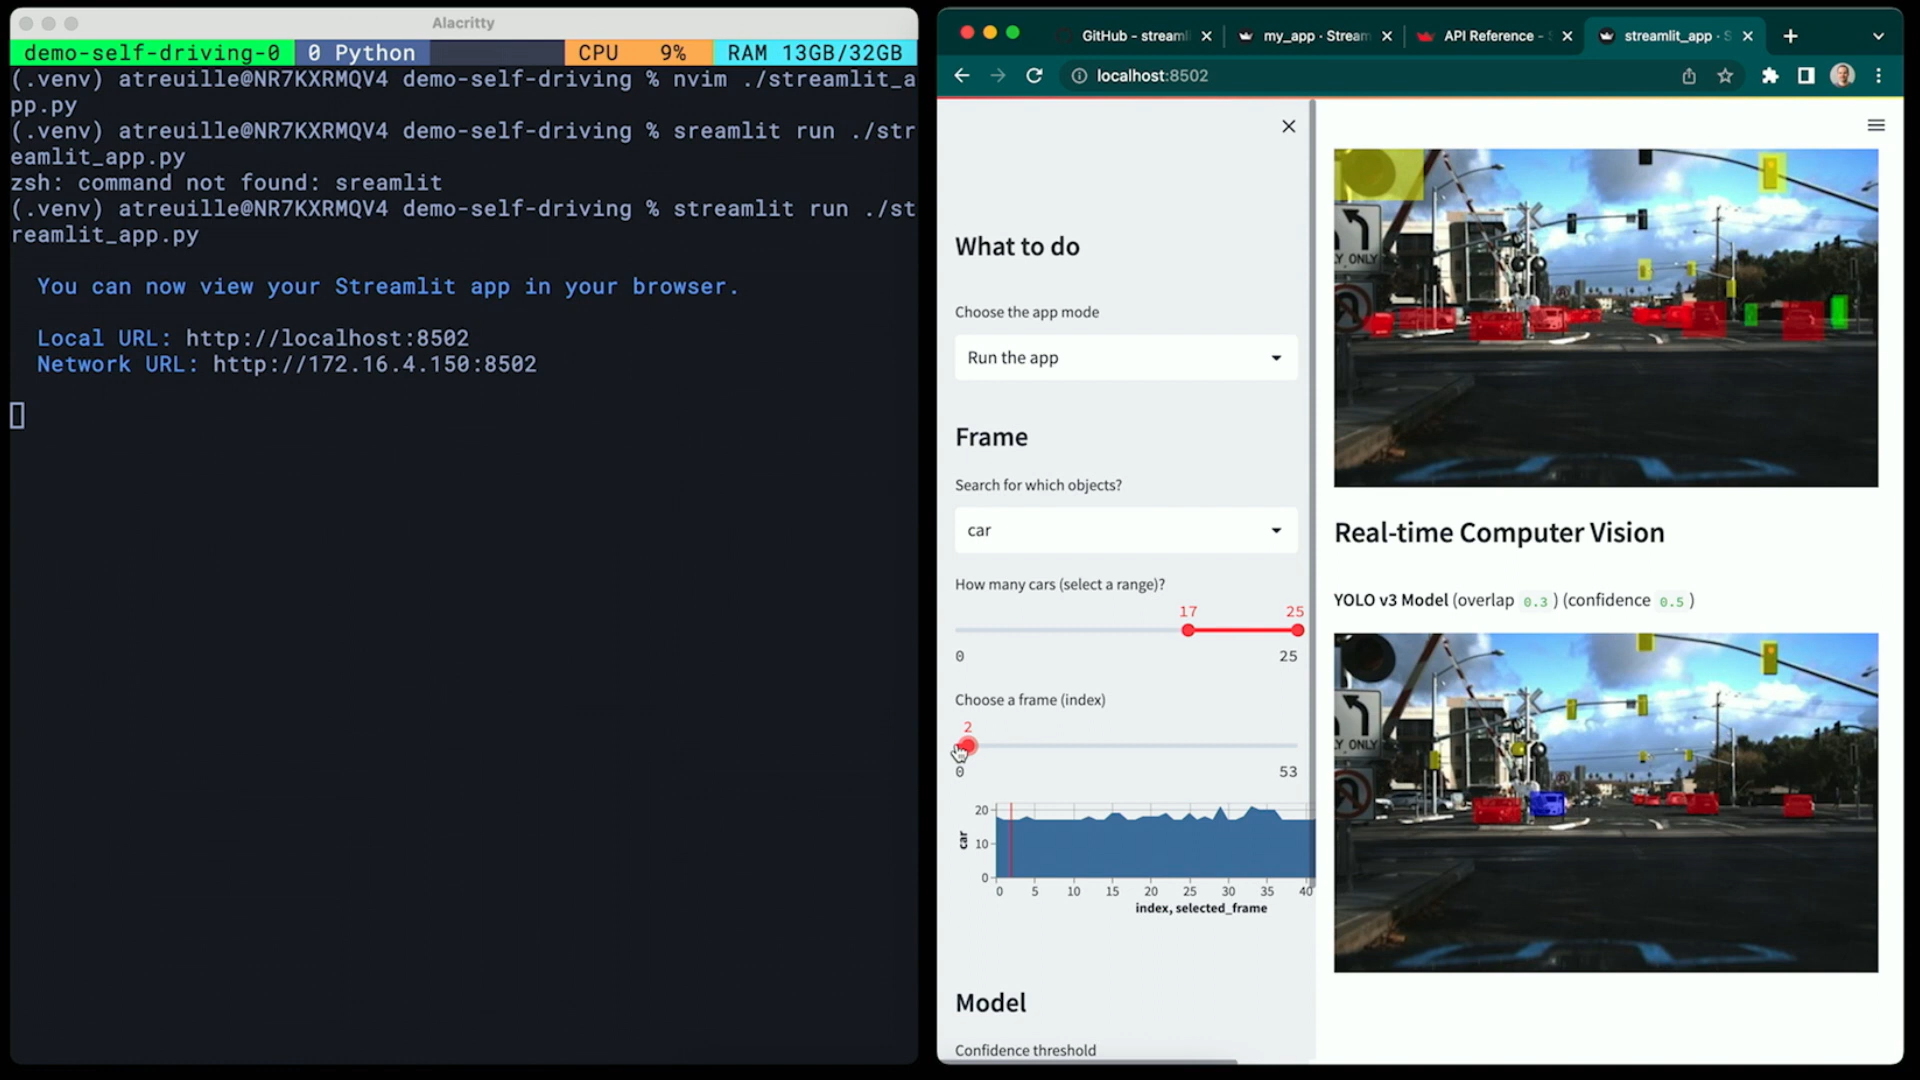 Alacritty
demo-self-driving-0 0 Python CPU 9% RAM 13GB/32GB
(.venv) atreuille@NR7KXRMQV4 demo-self-driving % nvim ./streamlit_a
pp.py
(.venv) atreuille@NR7KXRMQV4 demo-self-driving % sreamlit run ./str
eamlit_app.py
zsh: command not found: sreamlit
(.venv) atreuille@NR7KXRMQV4 demo-self-driving % streamlit run ./st
reamlit_app.py
You can now view your Streamlit app in your browser.
Local URL: http://localhost:8502
Network URL: http://172.16.4.150:8502
GitHub - streaml my_app · Stream API Reference - streamlit_app · S
localhost:8502
What to do
Choose the app mode
Run the app
Frame
Search for which objects?
car
How many cars (select a range)?
17 25
0 25
Choose a frame (index)
2
0 53
20
10
0
car
0 5 10 15 20 25 30 35 40
index, selected_frame
Model
Confidence threshold
LY ONLY
Real-time Computer Vision
YOLO v3 Model (overlap 0.3 ) (confidence 0.5 )
LY ONLY